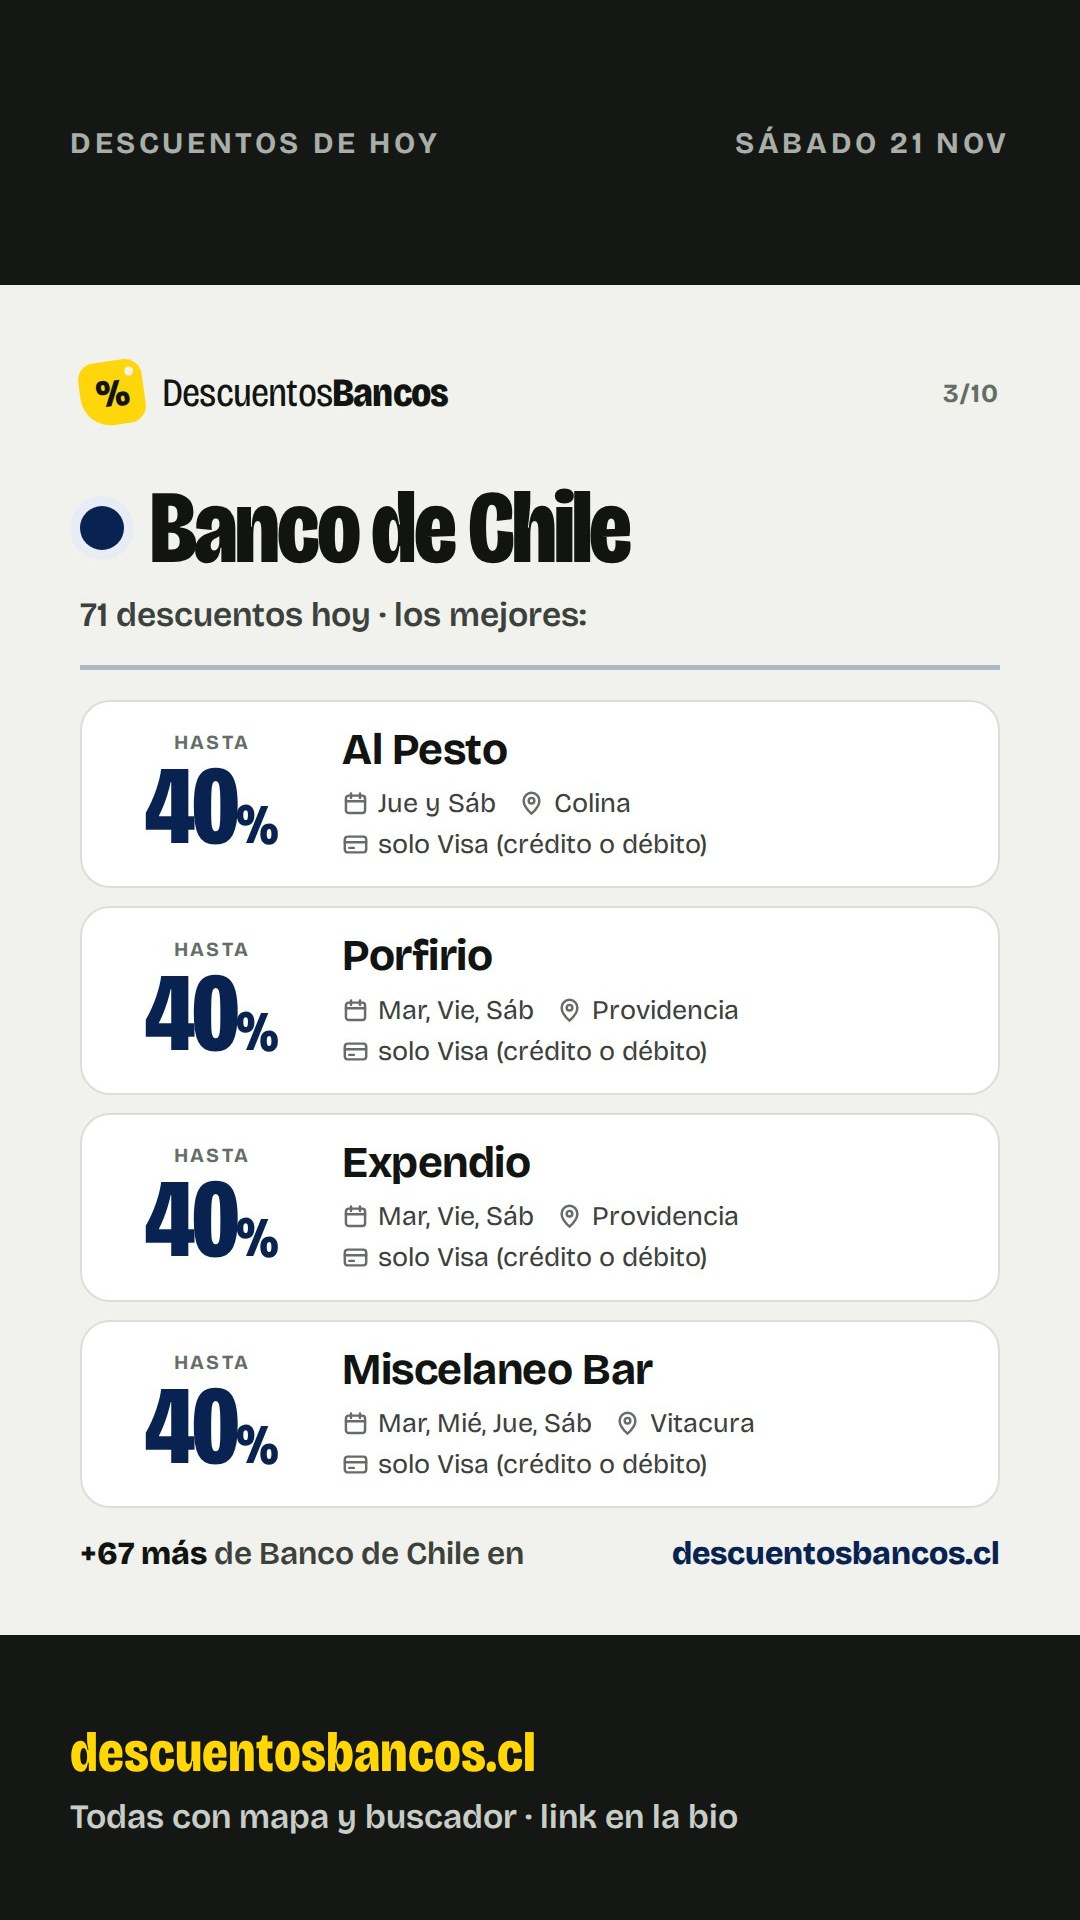 DESCUENTOS DE HOY
SÁBADO 21 NOV
%
DescuentosBancos
3/10
Banco de Chile
71 descuentos hoy · los mejores:
HASTA
40%
Al Pesto
Jue y Sáb Colina
solo Visa (crédito o débito)
HASTA
40%
Porfirio
Mar, Vie, Sáb Providencia
solo Visa (crédito o débito)
HASTA
40%
Expendio
Mar, Vie, Sáb Providencia
solo Visa (crédito o débito)
HASTA
40%
Miscelaneo Bar
Mar, Mié, Jue, Sáb Vitacura
solo Visa (crédito o débito)
+67 más de Banco de Chile en
descuentosbancos.cl
descuentosbancos.cl
Todas con mapa y buscador · link en la bio